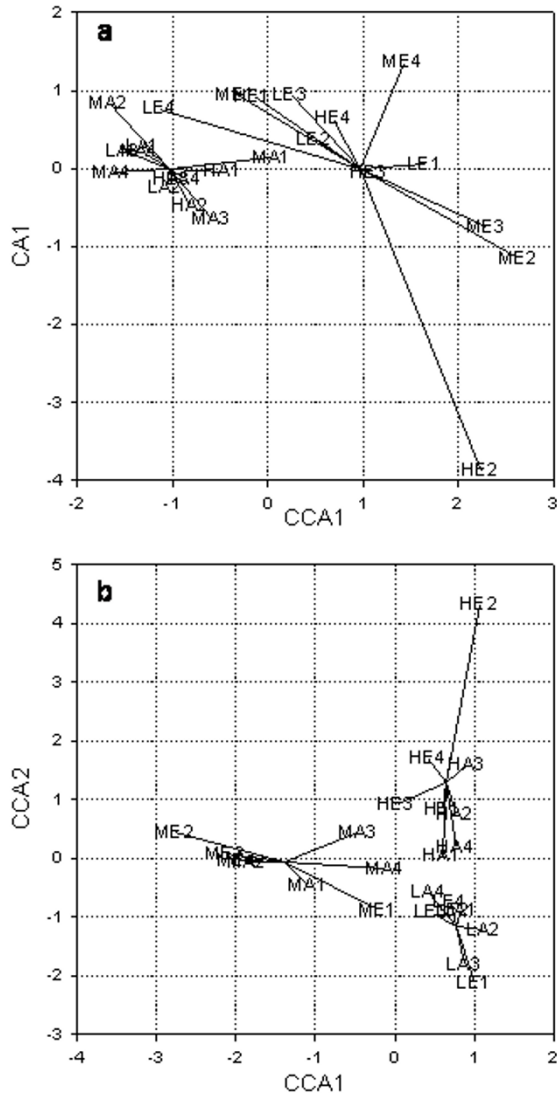 a
2
1
0
-1
-2
-3
-4
CA1
ME4
MA2
LE4
LE3
HE4
LE2
LA1
MA1
HA1
LE1
HE3
MA4
HA2
MA3
ME3
ME2
HE2
-2 -1 0 1 2 3
CCA1
b
5
4
3
2
1
0
-1
-2
-3
CCA2
HE2
HE4
HA3
HE3
HA2
ME2
MA3
HA4
HA1
MA4
MA1
ME1
LA4
LA2
LA3
LE1
-4 -3 -2 -1 0 1 2
CCA1